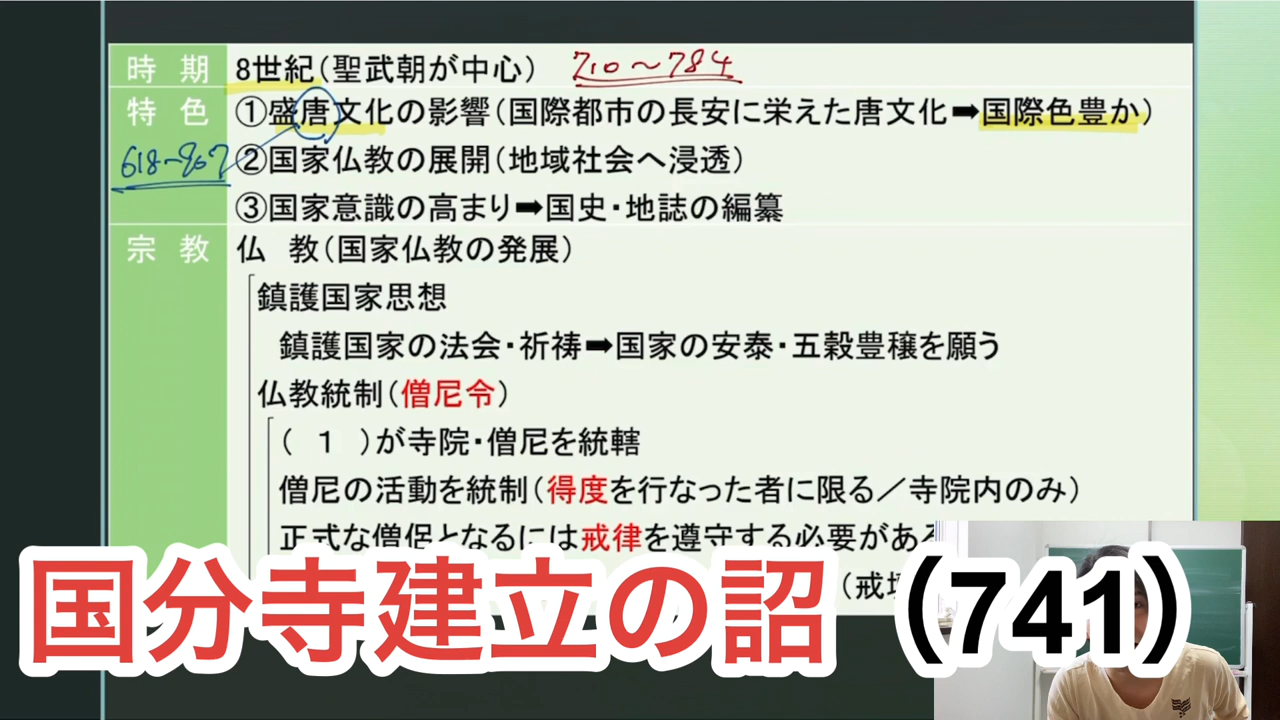 時期 8世紀(聖武朝が中心) 710～784
特色 ①盛唐文化の影響(国際都市の長安に栄えた唐文化➡国際色豊か)
618～907 ②国家仏教の展開(地域社会へ浸透)
③国家意識の高まり➡国史・地誌の編纂
宗教 仏 教(国家仏教の発展)
鎮護国家思想
鎮護国家の法会・祈祷➡国家の安泰・五穀豊穣を願う
仏教統制(僧尼令)
( 1 )が寺院・僧尼を統轄
僧尼の活動を統制(得度を行なった者に限る／寺院内のみ)
正式な僧侶となるには戒律を遵守する必要がある
(戒壇
国分寺建立の詔（741）